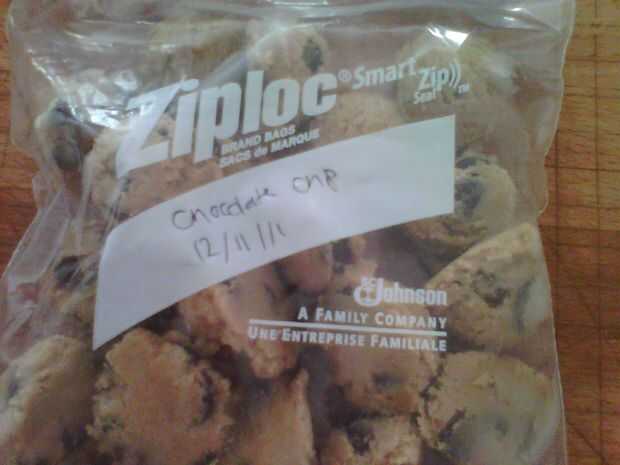 Ziploc® Smart Zip
Seal™
BRAND BAGS
SACS de MARQUE
Chocolate Chip
12/11/11
SC Johnson
A FAMILY COMPANY
UNE ENTREPRISE FAMILIALE